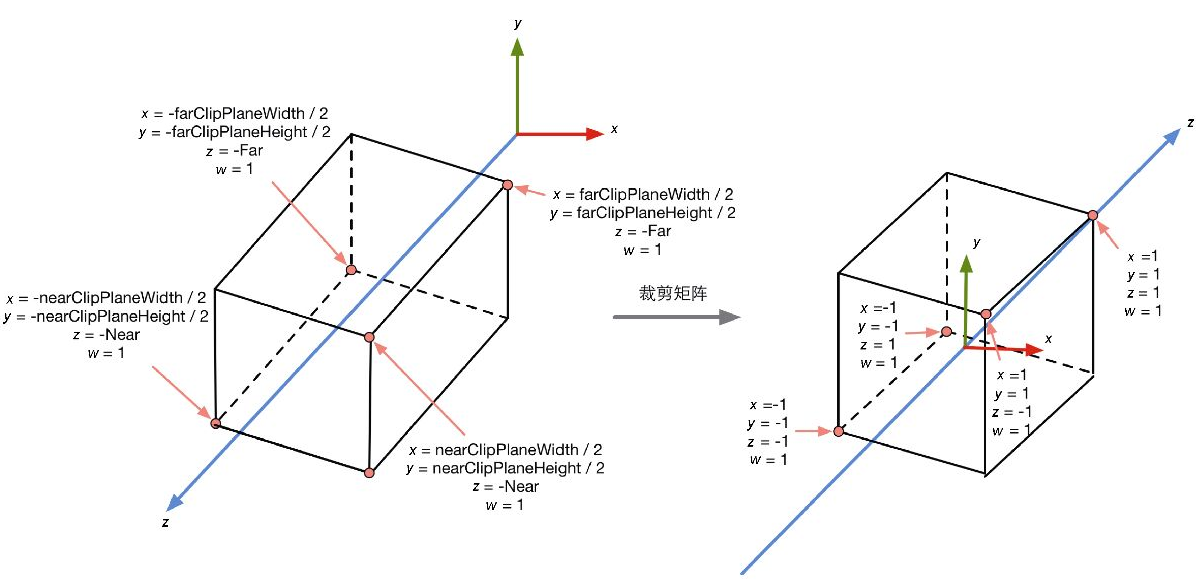 y
x
x = -farClipPlaneWidth / 2
y = -farClipPlaneHeight / 2
z = -Far
w = 1
x = farClipPlaneWidth / 2
y = farClipPlaneHeight / 2
z = -Far
w = 1
x = -nearClipPlaneWidth / 2
y = -nearClipPlaneHeight / 2
z = -Near
w = 1
x = nearClipPlaneWidth / 2
y = nearClipPlaneHeight / 2
z = -Near
w = 1
z
裁剪矩阵
z
y
x
x =1
y = 1
z = 1
w = 1
x =-1
y = -1
z = 1
w = 1
x =1
y = 1
z = -1
w = 1
x =-1
y = -1
z = -1
w = 1